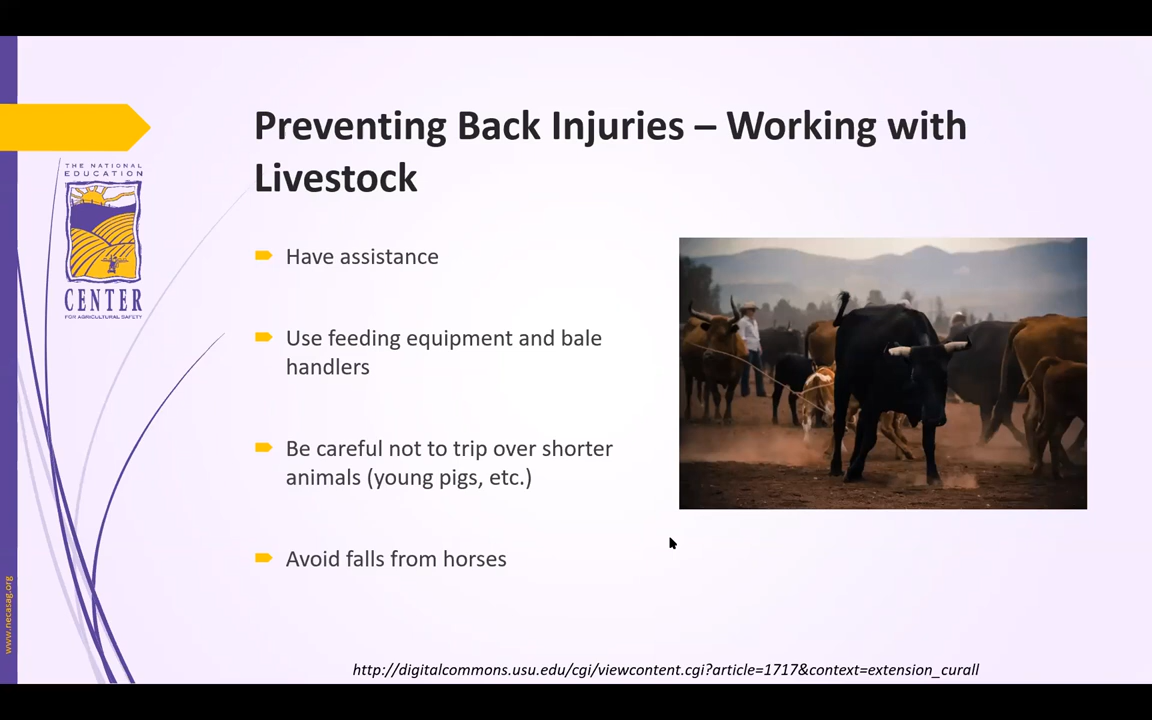 Preventing Back Injuries – Working with
Livestock
THE NATIONAL
EDUCATION
CENTER
FOR AGRICULTURAL SAFETY
Have assistance
Use feeding equipment and bale
handlers
Be careful not to trip over shorter
animals (young pigs, etc.)
Avoid falls from horses
www.necasag.org
http://digitalcommons.usu.edu/cgi/viewcontent.cgi?article=1717&context=extension_curall